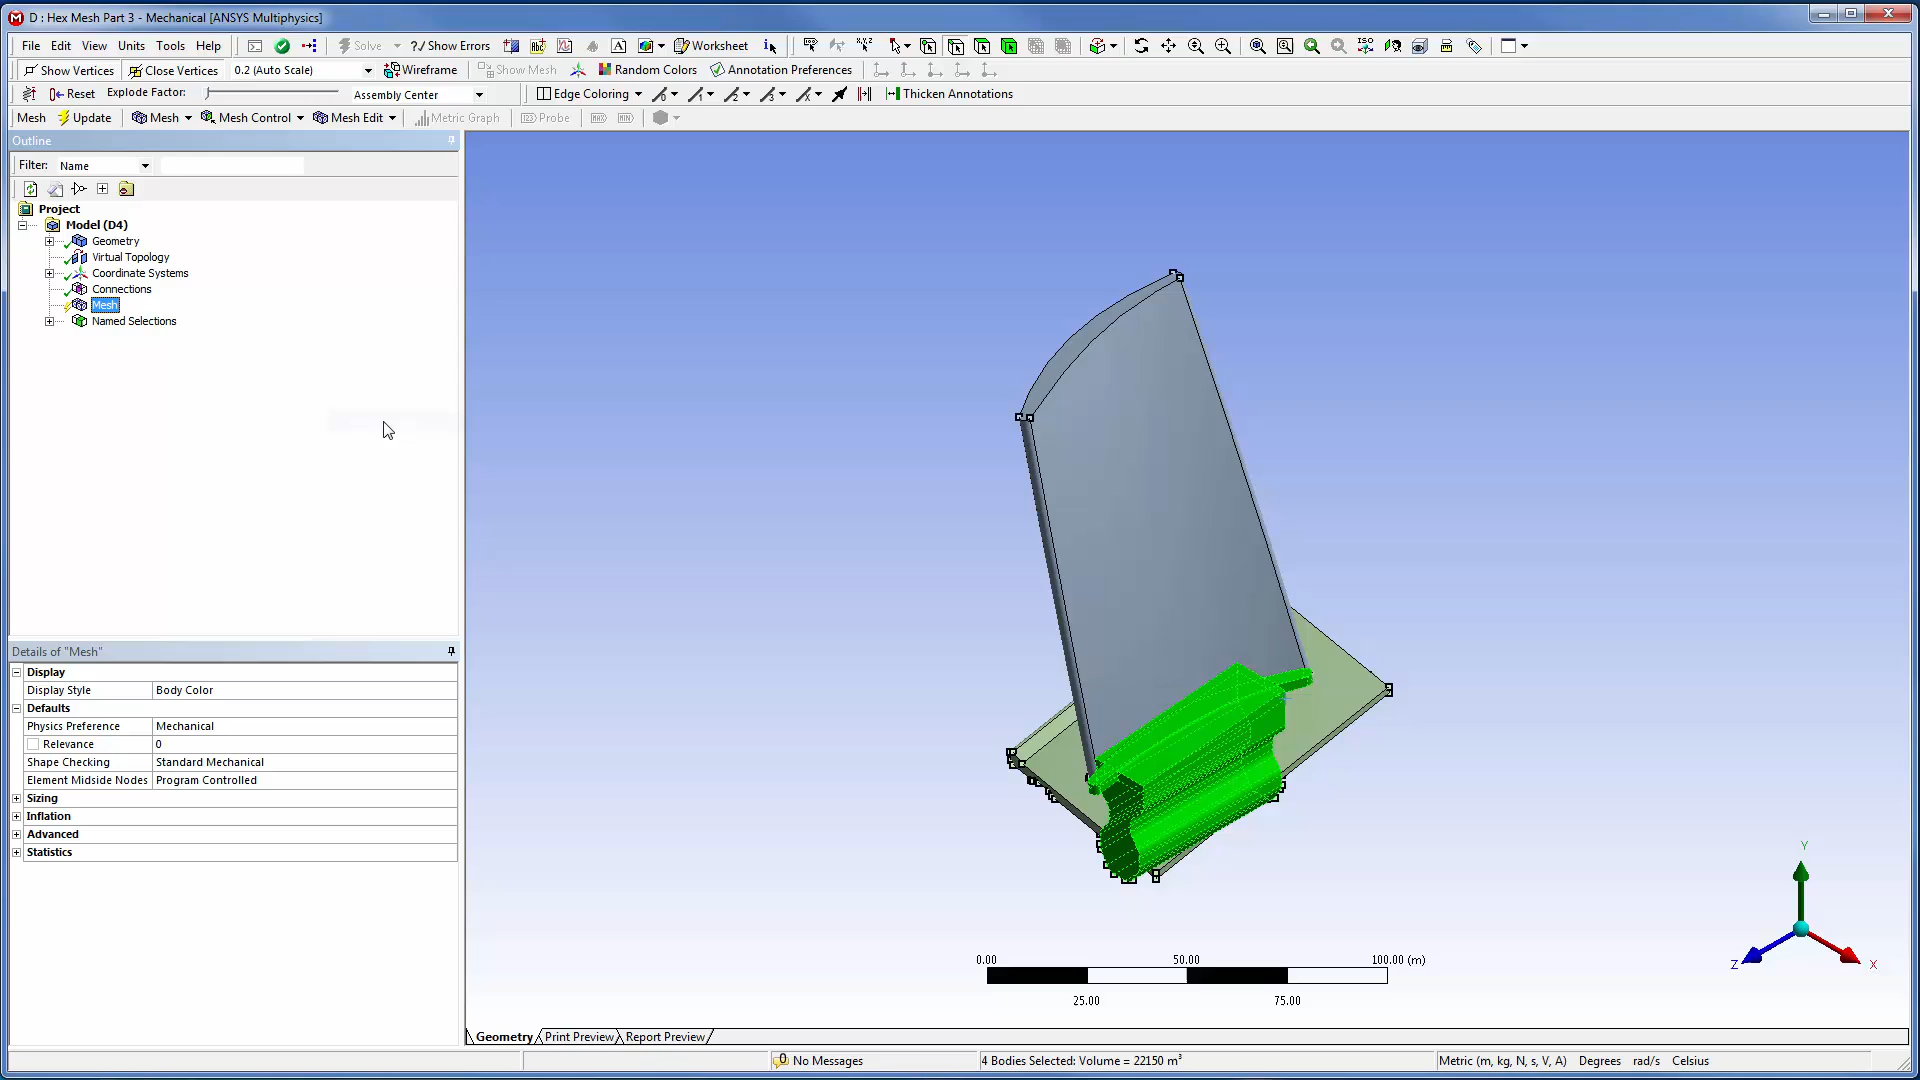 D : Hex Mesh Part 3 - Mechanical [ANSYS Multiphysics]
File Edit View Units Tools Help Solve ?/ Show Errors Worksheet
Show Vertices Close Vertices 0.2 (Auto Scale) Wireframe Show Mesh Random Colors Annotation Preferences
Reset Explode Factor: Assembly Center Edge Coloring Thicken Annotations
Mesh Update Mesh Mesh Control Mesh Edit Metric Graph Probe
Outline
Filter: Name
Project
Model (D4)
Geometry
Virtual Topology
Coordinate Systems
Connections
Mesh
Named Selections
Details of "Mesh"
Display
Display Style Body Color
Defaults
Physics Preference Mechanical
Relevance 0
Shape Checking Standard Mechanical
Element Midside Nodes Program Controlled
Sizing
Inflation
Advanced
Statistics
Y
Z X
0.00 50.00 100.00 (m)
25.00 75.00
Geometry Print Preview Report Preview
No Messages 4 Bodies Selected: Volume = 22150 m³ Metric (m, kg, N, s, V, A) Degrees rad/s Celsius